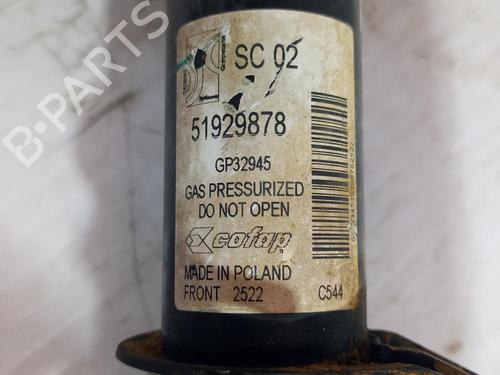 B-PARTS
SC 02
51929878
GP32945
GAS PRESSURIZED
DO NOT OPEN
cofap
MADE IN POLAND
FRONT 2522
C544